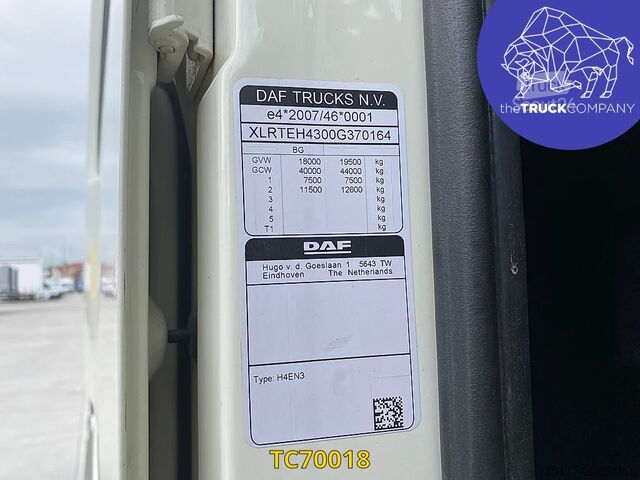 DAF TRUCKS N.V.
e4*2007/46*0001
XLRTEH4300G370164
BG
GVW 18000 19500 kg
GCW 40000 44000 kg
1 7500 7500 kg
2 11500 12600 kg
3 kg
4 kg
5 kg
T1 kg
DAF
Hugo v. d. Goeslaan 1 5643 TW
Eindhoven The Netherlands
Type: H4EN3
theTRUCKCOMPANY
TC70018